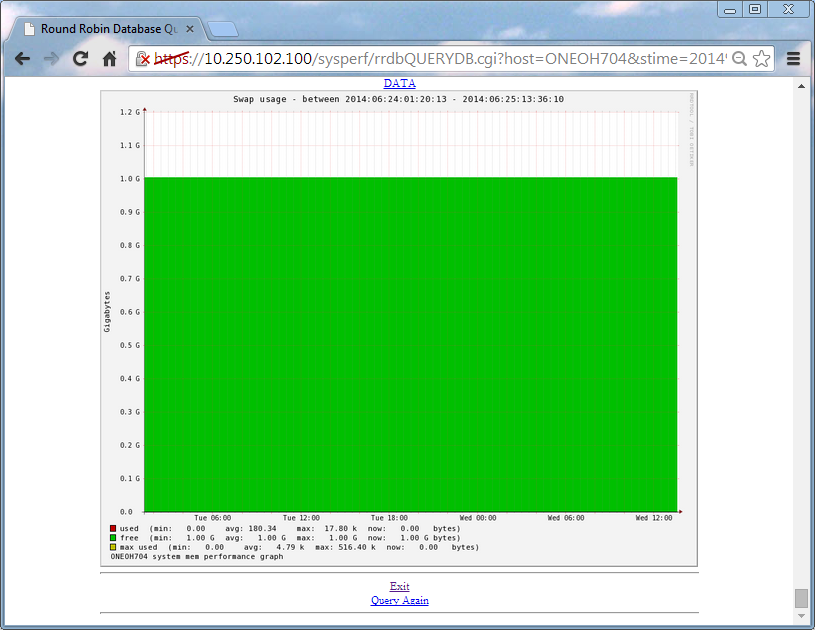 Round Robin Database Qu
https://10.250.102.100/sysperf/rrdbQUERYDB.cgi?host=ONEOH704&stime=2014
DATA
Swap usage - between 2014:06:24:01:20:13 - 2014:06:25:13:36:10
RRDTOOL / TOBI OETIKER
Gigabytes
1.2 G
1.1 G
1.0 G
0.9 G
0.8 G
0.7 G
0.6 G
0.5 G
0.4 G
0.3 G
0.2 G
0.1 G
0.0
Tue 06:00 Tue 12:00 Tue 18:00 Wed 00:00 Wed 06:00 Wed 12:00
used (min: 0.00 avg: 180.34 max: 17.80 k now: 0.00 bytes)
free (min: 1.00 G avg: 1.00 G max: 1.00 G now: 1.00 G bytes)
max used (min: 0.00 avg: 4.79 k max: 516.40 k now: 0.00 bytes)
ONEOH704 system mem performance graph
Exit
Query Again